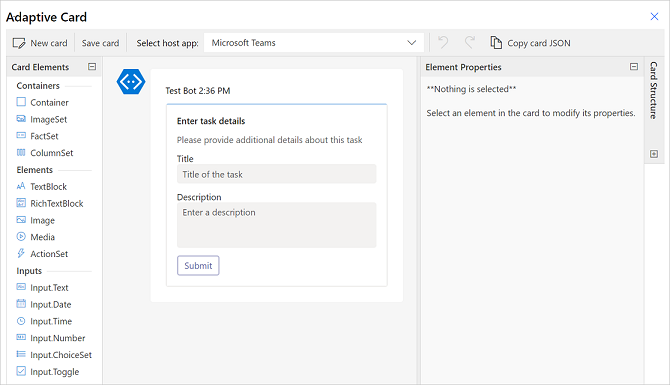 Adaptive Card
New card
Save card
Select host app:
Microsoft Teams
Copy card JSON
Card Elements
Containers
Container
ImageSet
FactSet
ColumnSet
Elements
TextBlock
RichTextBlock
Image
Media
ActionSet
Inputs
Input.Text
Input.Date
Input.Time
Input.Number
Input.ChoiceSet
Input.Toggle
Test Bot 2:36 PM
Enter task details
Please provide additional details about this task
Title
Title of the task
Description
Enter a description
Submit
Element Properties
**Nothing is selected**
Select an element in the card to modify its properties.
Card Structure